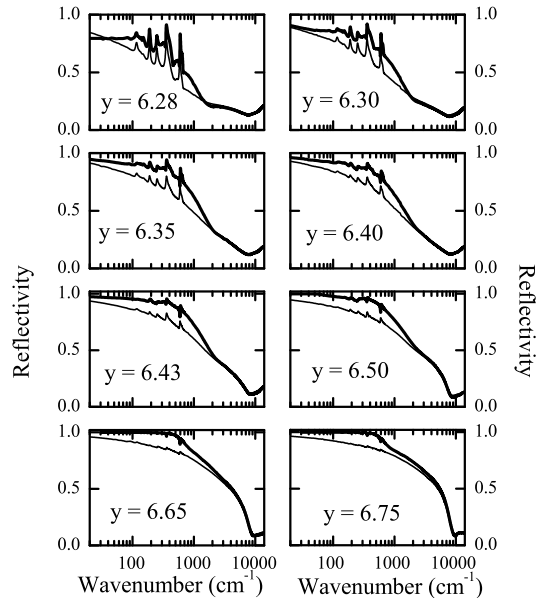 1.0 1.0
0.5 0.5
y = 6.28 y = 6.30
0.0 0.0
1.0 1.0
0.5 0.5
y = 6.35 y = 6.40
0.0 0.0
Reflectivity Reflectivity
1.0 1.0
0.5 0.5
y = 6.43 y = 6.50
0.0 0.0
1.0 1.0
0.5 0.5
y = 6.65 y = 6.75
0.0 0.0
100 1000 10000 100 1000 10000
Wavenumber (cm⁻¹) Wavenumber (cm⁻¹)